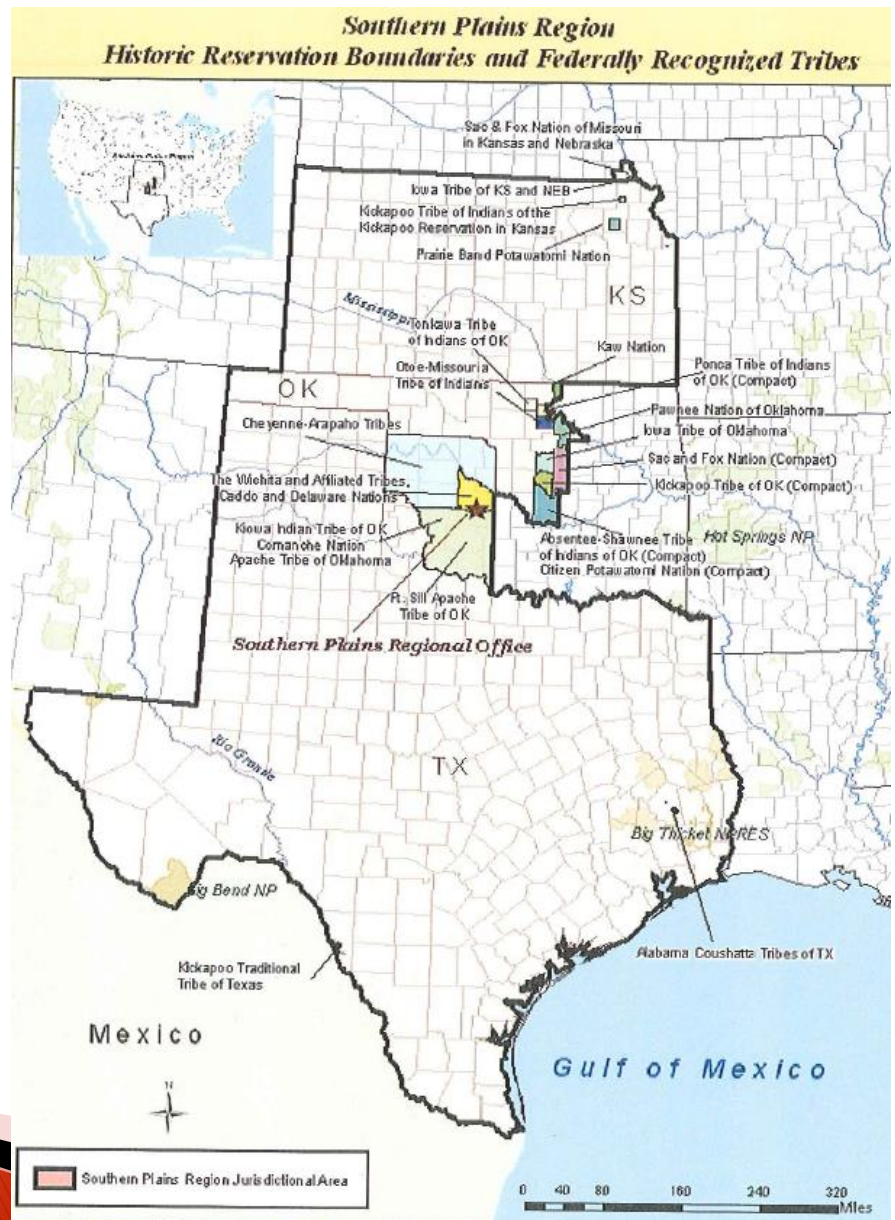 Southern Plains Region
Historic Reservation Boundaries and Federally Recognized Tribes
Sac & Fox Nation of Missouri
in Kansas and Nebraska
Iowa Tribe of KS and NEB
Kickapoo Tribe of Indians of the
Kickapoo Reservation in Kansas
Prairie Band Potawatomi Nation
KS
Mississippi
Tonkawa Tribe
of Indians of OK
Kaw Nation
Otoe-Missouria
Tribe of Indians
Ponca Tribe of Indians
of OK (Compact)
OK
Pawnee Nation of Oklahoma
Cheyenne-Arapaho Tribes
Iowa Tribe of Oklahoma
Sac and Fox Nation (Compact)
The Wichita and Affiliated Tribes,
Caddo and Delaware Nations
Kickapoo Tribe of OK (Compact)
Kiowa Indian Tribe of OK
Comanche Nation
Apache Tribe of Oklahoma
Absentee-Shawnee Tribe
of Indians of OK (Compact)
Citizen Potawatomi Nation (Compact)
Hot Springs NP
Ft. Sill Apache
Tribe of OK
Southern Plains Regional Office
Rio Grande
TX
Big Thicket NPRES
Big Bend NP
Alabama Coushatta Tribes of TX
Kickapoo Traditional
Tribe of Texas
Mexico
Gulf of Mexico
N
Southern Plains Region Jurisdictional Area
0 40 80 160 240 320
Miles